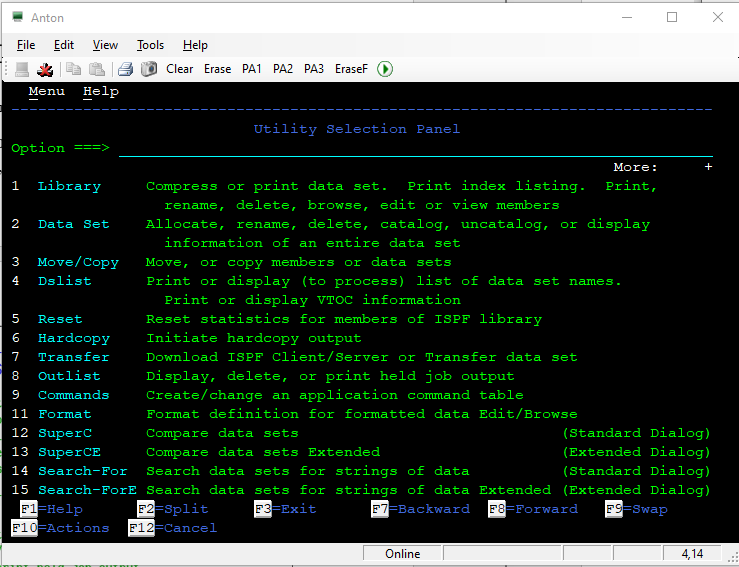 Anton
File Edit View Tools Help
Clear Erase PA1 PA2 PA3 EraseF
Menu Help
Utility Selection Panel
Option ===>
More: +
1 Library Compress or print data set. Print index listing. Print,
rename, delete, browse, edit or view members
2 Data Set Allocate, rename, delete, catalog, uncatalog, or display
information of an entire data set
3 Move/Copy Move, or copy members or data sets
4 Dslist Print or display (to process) list of data set names.
Print or display VTOC information
5 Reset Reset statistics for members of ISPF library
6 Hardcopy Initiate hardcopy output
7 Transfer Download ISPF Client/Server or Transfer data set
8 Outlist Display, delete, or print held job output
9 Commands Create/change an application command table
11 Format Format definition for formatted data Edit/Browse
12 SuperC Compare data sets (Standard Dialog)
13 SuperCE Compare data sets Extended (Extended Dialog)
14 Search-For Search data sets for strings of data (Standard Dialog)
15 Search-ForE Search data sets for strings of data Extended (Extended Dialog)
F1=Help F2=Split F3=Exit F7=Backward F8=Forward F9=Swap
F10=Actions F12=Cancel
Online 4,14